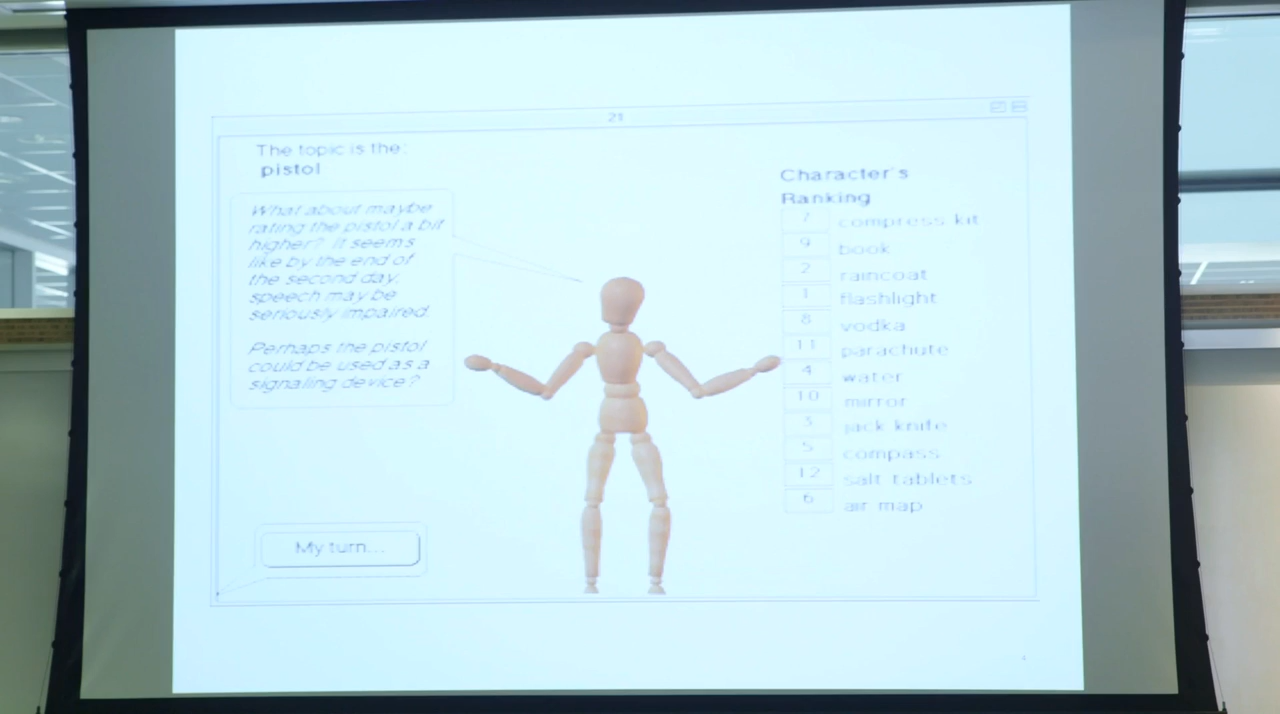 21
The topic is the:
pistol
What about maybe
rating the pistol a bit
higher? It seems
like by the end of
the second day,
speech may be
seriously impaired.
Perhaps the pistol
could be used as a
signaling device?
My turn...
Character's
Ranking
7 compress kit
9 book
2 raincoat
1 flashlight
8 vodka
11 parachute
4 water
10 mirror
3 jack knife
5 compass
12 salt tablets
6 air map